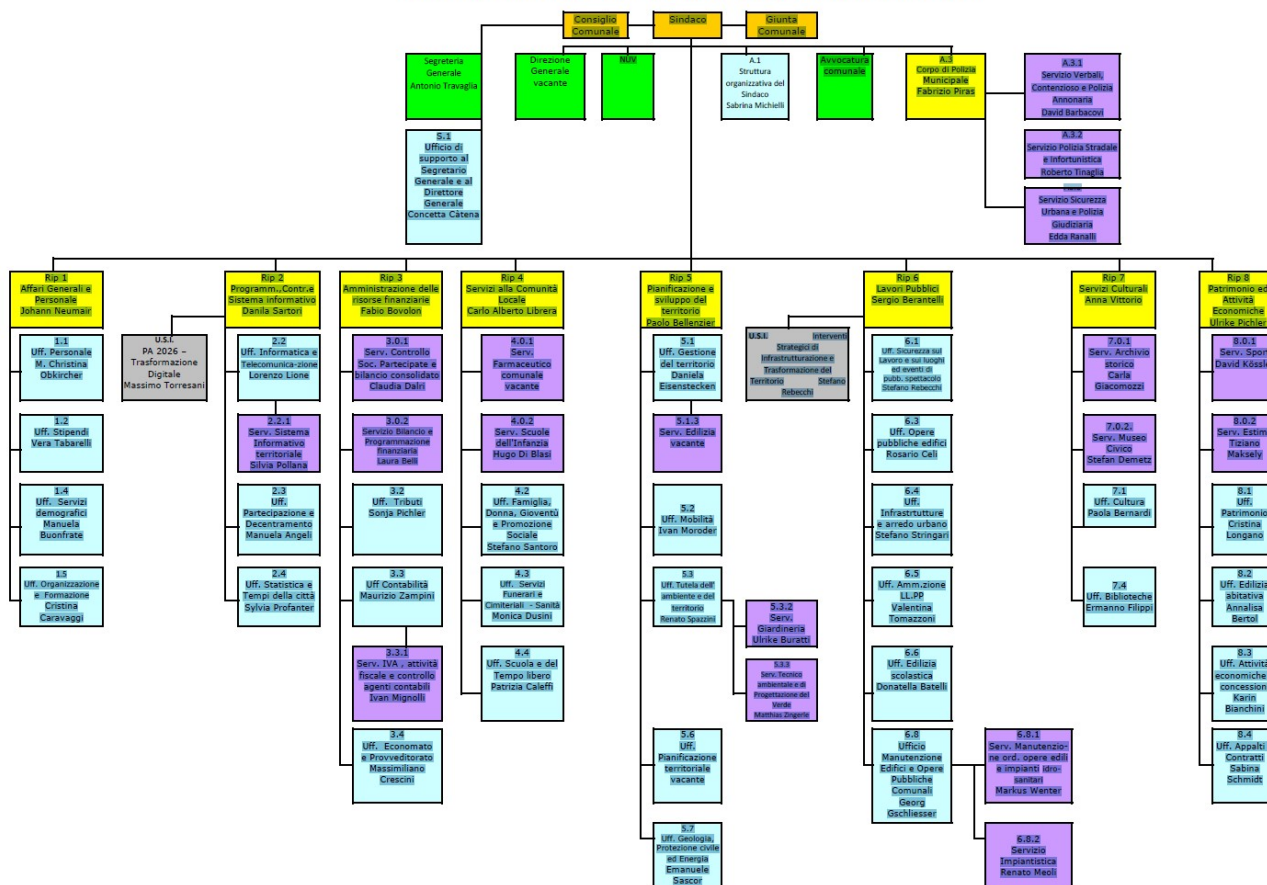 Consiglio
Comunale
Sindaco
Giunta
Comunale
Segreteria
Generale
Antonio Travaglia
Direzione
Generale
vacante
NUV
A.1
Struttura
organizzativa del
Sindaco
Sabrina Michielli
Avvocatura
comunale
A.3
Corpo di Polizia
Municipale
Fabrizio Piras
A.3.1
Servizio Verbali,
Contenzioso e Polizia
Annonaria
David Barbacovi
S.1
Ufficio di
supporto al
Segretario
Generale e al
Direttore
Generale
Concetta Càtena
A.3.2
Servizio Polizia Stradale
e Infortunistica
Roberto Tinaglia
Servizio Sicurezza
Urbana e Polizia
Giudiziaria
Edda Ranalli
Rip 1
Affari Generali e
Personale
Johann Neumair
Rip 2
Programm.,Contr.e
Sistema informativo
Danila Sartori
Rip 3
Amministrazione delle
risorse finanziarie
Fabio Bovolon
Rip 4
Servizi alla Comunità
Locale
Carlo Alberto Librera
Rip 5
Pianificazione e
sviluppo del
territorio
Paolo Bellenzier
Rip 6
Lavori Pubblici
Sergio Berantelli
Rip 7
Servizi Culturali
Anna Vittorio
Rip 8
Patrimonio ed
Attività
Economiche
Ulrike Pichler
1.1
Uff. Personale
M. Christina
Obkircher
U.S.I.
PA 2026 –
Trasformazione
Digitale
Massimo Torresani
2.2
Uff. Informatica e
Telecomunica-zione
Lorenzo Lione
3.0.1
Serv. Controllo
Soc. Partecipate e
bilancio consolidato
Claudia Dalri
4.0.1
Serv.
Farmaceutico
comunale
vacante
5.1
Uff. Gestione
del territorio
Daniela
Eisenstecken
U.S.I. Interventi
Strategici di
Infrastrutturazione e
Trasformazione del
Territorio Stefano
Rebecchi
6.1
Uff. Sicurezza sul
Lavoro e sui luoghi
ed eventi di
pubb. spettacolo
Stefano Rebecchi
7.0.1
Serv. Archivio
storico
Carla
Giacomozzi
8.0.1
Serv. Spor
David Kössle
1.2
Uff. Stipendi
Vera Tabarelli
2.2.1
Serv. Sistema
Informativo
territoriale
Silvia Pollana
3.0.2
Servizio Bilancio e
Programmazione
finanziaria
Laura Belli
4.0.2
Serv. Scuole
dell'Infanzia
Hugo Di Blasi
5.1.3
Serv. Edilizia
vacante
6.3
Uff. Opere
pubbliche edifici
Rosario Celi
7.0.2.
Serv. Museo
Civico
Stefan Demetz
8.0.2
Serv. Estim
Tiziano
Maksely
1.4
Uff. Servizi
demografici
Manuela
Buonfrate
2.3
Uff.
Partecipazione e
Decentramento
Manuela Angeli
3.2
Uff. Tributi
Sonja Pichler
4.2
Uff. Famiglia,
Donna, Gioventù
e Promozione
Sociale
Stefano Santoro
5.2
Uff. Mobilità
Ivan Moroder
6.4
Uff.
Infrastrtutture
e arredo urbano
Stefano Stringari
7.1
Uff. Cultura
Paola Bernardi
8.1
Uff.
Patrimonio
Cristina
Longano
1.5
Uff. Organizzazione
e Formazione
Cristina
Caravaggi
2.4
Uff. Statistica e
Tempi della città
Sylvia Profanter
3.3
Uff Contabilità
Maurizio Zampini
4.3
Uff. Servizi
Funerari e
Cimiteriali - Sanità
Monica Dusini
5.3
Uff. Tutela dell'
ambiente e del
territorio
Renato Spazzini
5.3.2
Serv.
Giardineria
Ulrike Buratti
6.5
Uff. Amm.zione
LL.PP
Valentina
Tomazzoni
7.4
Uff. Biblioteche
Ermanno Filippi
8.2
Uff. Edilizia
abitativa
Annalisa
Bertol
3.3.1
Serv. IVA , attività
fiscale e controllo
agenti contabili
Ivan Mignolli
4.4
Uff. Scuola e del
Tempo libero
Patrizia Caleffi
5.3.3
Serv. Tecnico
ambientale e di
Progettazione del
Verde
Matthias Zingerle
6.6
Uff. Edilizia
scolastica
Donatella Batelli
8.3
Uff. Attività
economiche
concession
Karin
Bianchini
3.4
Uff. Economato
e Provveditorato
Massimiliano
Crescini
5.6
Uff.
Pianificazione
territoriale
vacante
6.8
Ufficio
Manutenzione
Edifici e Opere
Pubbliche
Comunali
Georg
Gschliesser
6.8.1
Serv. Manutenzio-
ne ord. opere edili
e impianti idro-
sanitari
Markus Wenter
8.4
Uff. Appalti
Contratti
Sabina
Schmidt
5.7
Uff. Geologia,
Protezione civile
ed Energia
Emanuele
Sascor
6.8.2
Servizio
Impiantistica
Renato Meoli